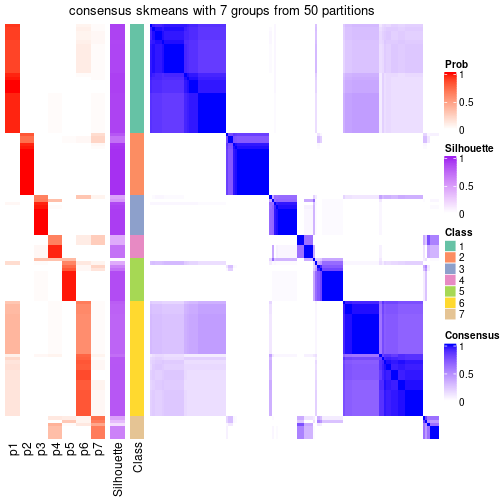 consensus skmeans with 7 groups from 50 partitions
Prob
1
0.5
0
Silhouette
1
0.5
0
Class
1
2
3
4
5
6
7
Consensus
1
0.5
0
p1
p2
p3
p4
p5
p6
p7
Silhouette
Class